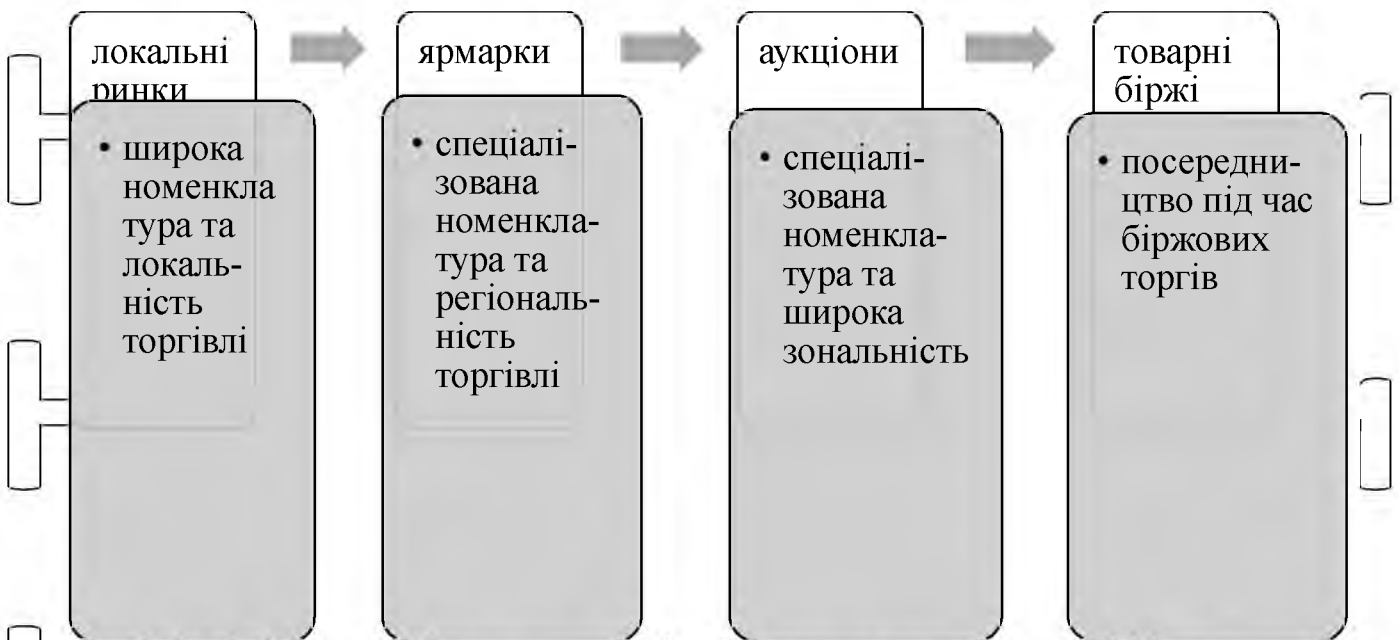 локальні
ринки
• широка
номенкла
тура та
локаль-
ність
торгівлі
ярмарки
• спеціалі-
зована
номенкла-
тура та
регіональ-
ність
торгівлі
аукціони
• спеціалі-
зована
номенкла-
тура та
широка
зональність
товарні
біржі
• посередни-
цтво під час
біржових
торгів